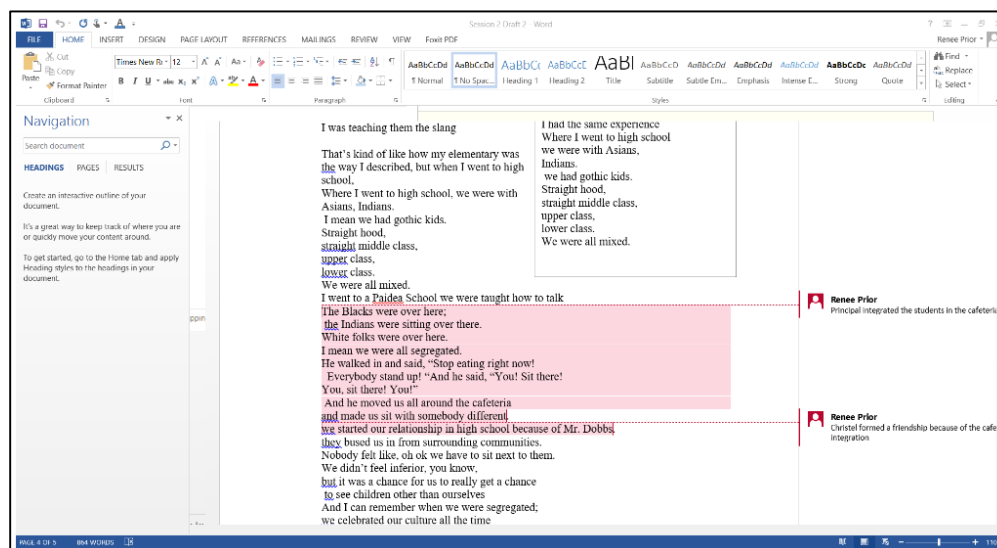 Session 2 Draft 2 - Word
FILE HOME INSERT DESIGN PAGE LAYOUT REFERENCES MAILINGS REVIEW VIEW Foxit PDF
Renee Prior
Cut
Copy
Format Painter
Paste
Clipboard
Times New Ro 12
Font
Paragraph
AaBbCcDd AaBbCcDd AaBbCc AaBbCcC AaBl AaBbCcD AaBbCcDd AaBbCcDd AaBbCcDd AaBbCcDc AaBbCcDd
¶ Normal ¶ No Spac... Heading 1 Heading 2 Title Subtitle Subtle Em... Emphasis Intense E... Strong Quote
Styles
Find
Replace
Select
Editing
Navigation
Search document
HEADINGS PAGES RESULTS
Create an interactive outline of your
document.
It's a great way to keep track of where you are
or quickly move your content around.
To get started, go to the Home tab and apply
Heading styles to the headings in your
document.
I was teaching them the slang
That's kind of like how my elementary was
the way I described, but when I went to high
school,
Where I went to high school, we were with
Asians, Indians.
I mean we had gothic kids.
Straight hood,
straight middle class,
upper class,
lower class.
We were all mixed.
I went to a Paidea School we were taught how to talk
The Blacks were over here;
the Indians were sitting over there.
White folks were over here.
I mean we were all segregated.
He walked in and said, “Stop eating right now!
Everybody stand up! “And he said, “You! Sit there!
You, sit there! You!”
And he moved us all around the cafeteria
and made us sit with somebody different,
we started our relationship in high school because of Mr. Dobbs,
they bused us in from surrounding communities.
Nobody felt like, oh ok we have to sit next to them.
We didn't feel inferior, you know,
but it was a chance for us to really get a chance
to see children other than ourselves
And I can remember when we were segregated;
we celebrated our culture all the time
I had the same experience
Where I went to high school
we were with Asians,
Indians.
we had gothic kids.
Straight hood,
straight middle class,
upper class,
lower class.
We were all mixed.
ppin
Renee Prior
Principal integrated the students in the cafeteria
Renee Prior
Christel formed a friendship because of the cafe
integration
PAGE 4 OF 5 864 WORDS
110